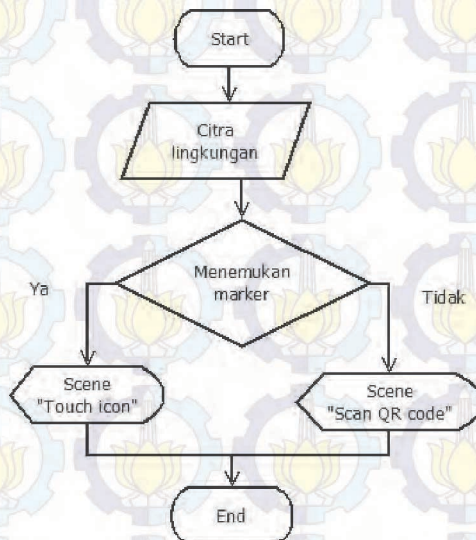 Start
Citra
lingkungan
Menemukan
marker
Ya
Tidak
Scene
"Touch icon"
Scene
"Scan QR code"
End